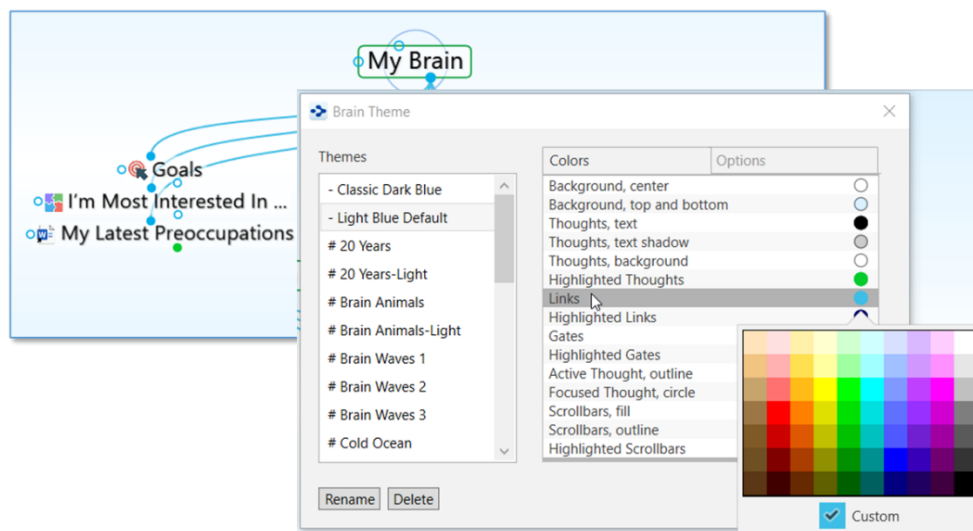 My Brain
Goals
I'm Most Interested In ...
My Latest Preoccupations
Brain Theme
Themes
- Classic Dark Blue
- Light Blue Default
# 20 Years
# 20 Years-Light
# Brain Animals
# Brain Animals-Light
# Brain Waves 1
# Brain Waves 2
# Brain Waves 3
# Cold Ocean
Rename
Delete
Colors
Options
Background, center
Background, top and bottom
Thoughts, text
Thoughts, text shadow
Thoughts, background
Highlighted Thoughts
Links
Highlighted Links
Gates
Highlighted Gates
Active Thought, outline
Focused Thought, circle
Scrollbars, fill
Scrollbars, outline
Highlighted Scrollbars
Custom